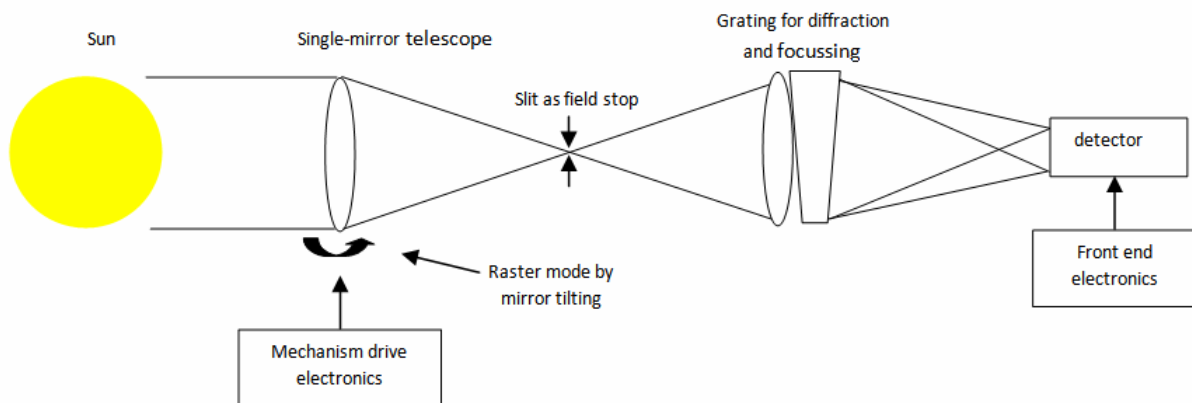 Sun
Single-mirror telescope
Grating for diffraction
and focussing
Slit as field stop
detector
Raster mode by
mirror tilting
Front end
electronics
Mechanism drive
electronics